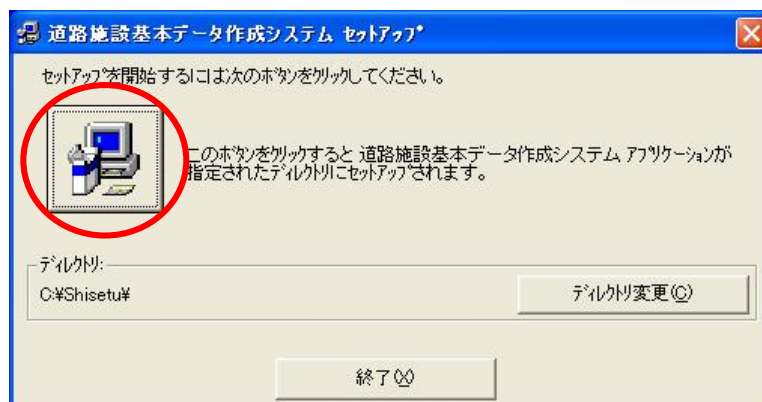 道路施設基本データ作成システム ｾｯﾄｱｯﾌﾟ
ｾｯﾄｱｯﾌﾟを開始するには次のﾎﾞﾀﾝをｸﾘｯｸしてください。
このﾎﾞﾀﾝをｸﾘｯｸすると 道路施設基本データ作成システム ｱﾌﾟﾘｹｰｼｮﾝが
指定されたﾃﾞｨﾚｸﾄﾘにｾｯﾄｱｯﾌﾟされます。
ﾃﾞｨﾚｸﾄﾘ:
C:¥Shisetu¥
ﾃﾞｨﾚｸﾄﾘ変更(C)
終了(X)